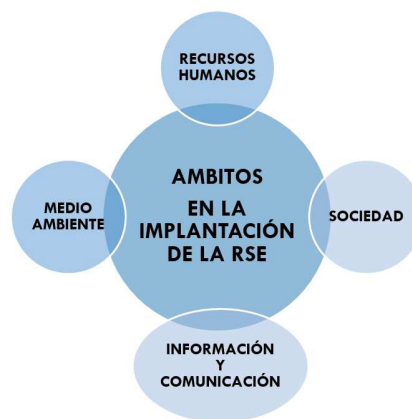 RECURSOS
HUMANOS
AMBITOS
EN LA
IMPLANTACIÓN
DE LA RSE
MEDIO
AMBIENTE
SOCIEDAD
INFORMACIÓN
Y
COMUNICACIÓN